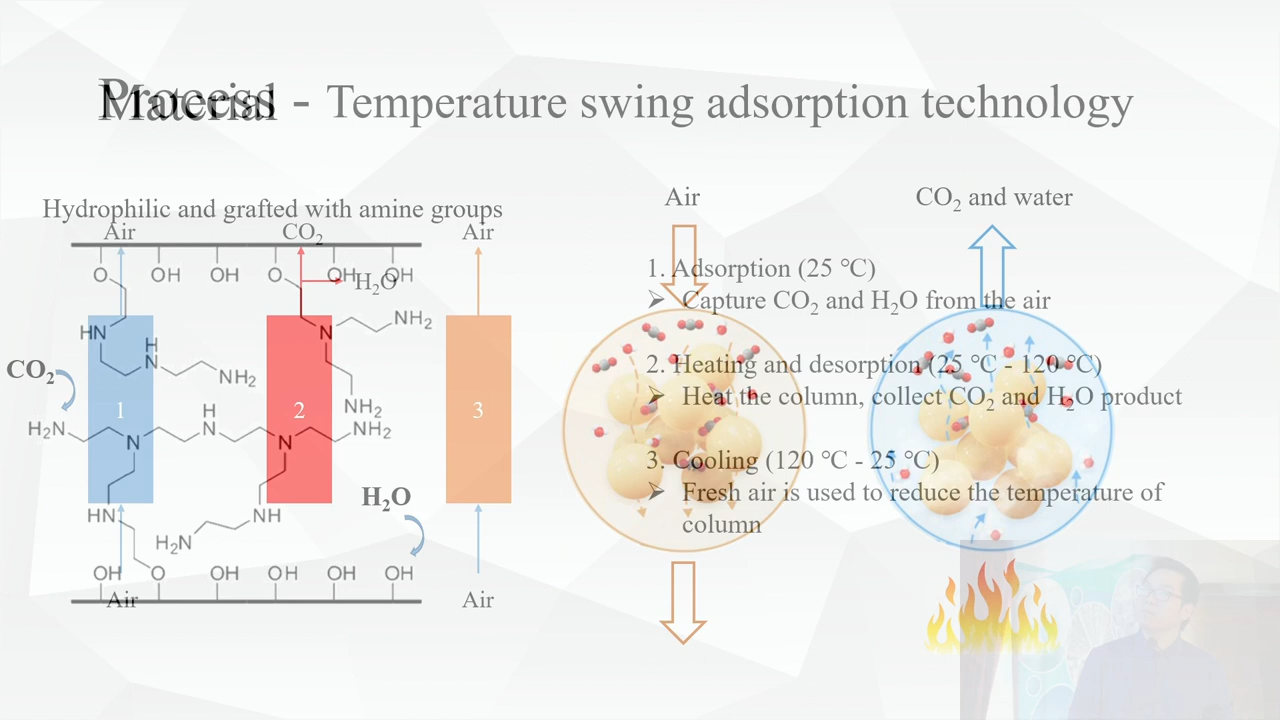 Process
Material - Temperature swing adsorption technology
Hydrophilic and grafted with amine groups
Air
CO₂
Air
Air
CO₂ and water
O
OH
OH
O
OH
H₂O
OH
HN
H
N
NH₂
N
NH₂
CO₂
1
2
3
NH₂
H₂N
N
H
N
N
NH₂
H₂O
HN
NH
H₂N
OH
O
OH
OH
OH
OH
Air
Air
1. Adsorption (25 ℃)
➢ Capture CO₂ and H₂O from the air
2. Heating and desorption (25 ℃ - 120 ℃)
➢ Heat the column, collect CO₂ and H₂O product
3. Cooling (120 ℃ - 25 ℃)
➢ Fresh air is used to reduce the temperature of
column